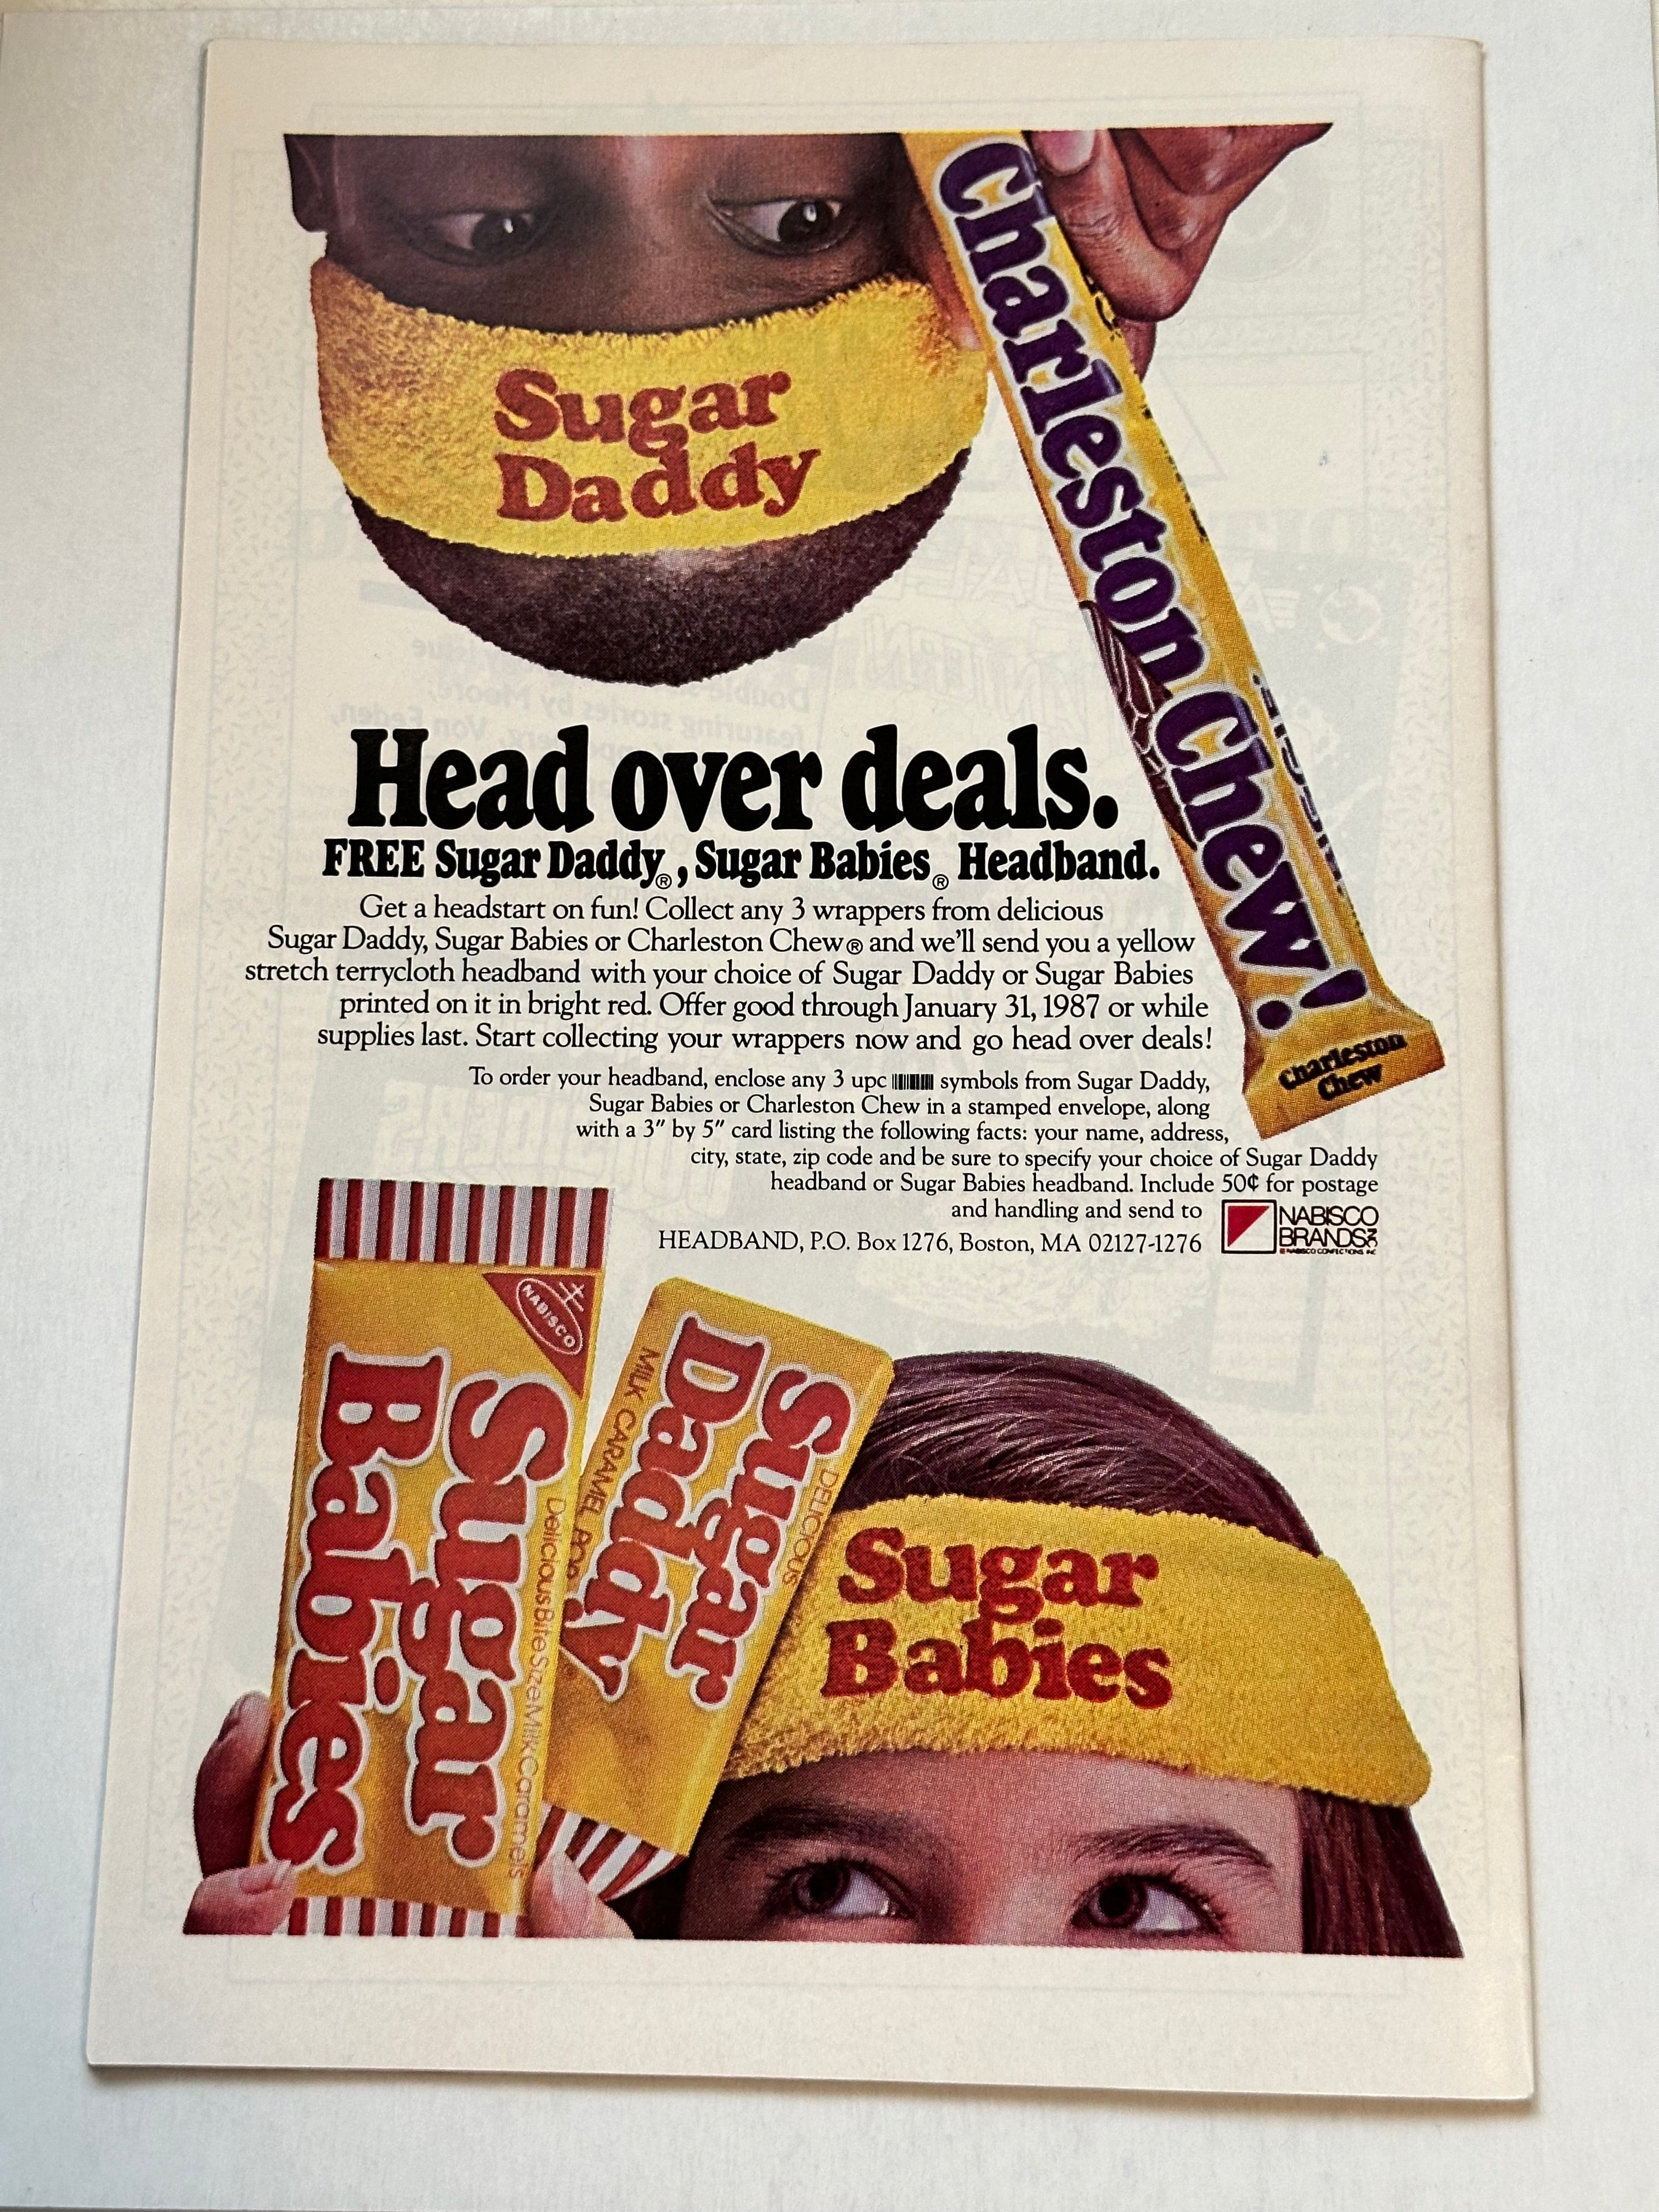 Sugar
Daddy
Charleston Chew!
Charleston
Chew
Head over deals.
FREE Sugar Daddy®, Sugar Babies® Headband.
Get a headstart on fun! Collect any 3 wrappers from delicious
Sugar Daddy, Sugar Babies or Charleston Chew® and we'll send you a yellow
stretch terrycloth headband with your choice of Sugar Daddy or Sugar Babies
printed on it in bright red. Offer good through January 31, 1987 or while
supplies last. Start collecting your wrappers now and go head over deals!
To order your headband, enclose any 3 upc symbols from Sugar Daddy,
Sugar Babies or Charleston Chew in a stamped envelope, along
with a 3" by 5" card listing the following facts: your name, address,
city, state, zip code and be sure to specify your choice of Sugar Daddy
headband or Sugar Babies headband. Include 50¢ for postage
and handling and send to
HEADBAND, P.O. Box 1276, Boston, MA 02127-1276
NABISCO
BRANDS INC
NABISCO CONFECTIONS INC
NABISCO
Sugar
Babies
Delicious Bite Size Milk Caramels
DELICIOUS
Sugar
Daddy
MILK CARAMEL POP
Sugar
Babies